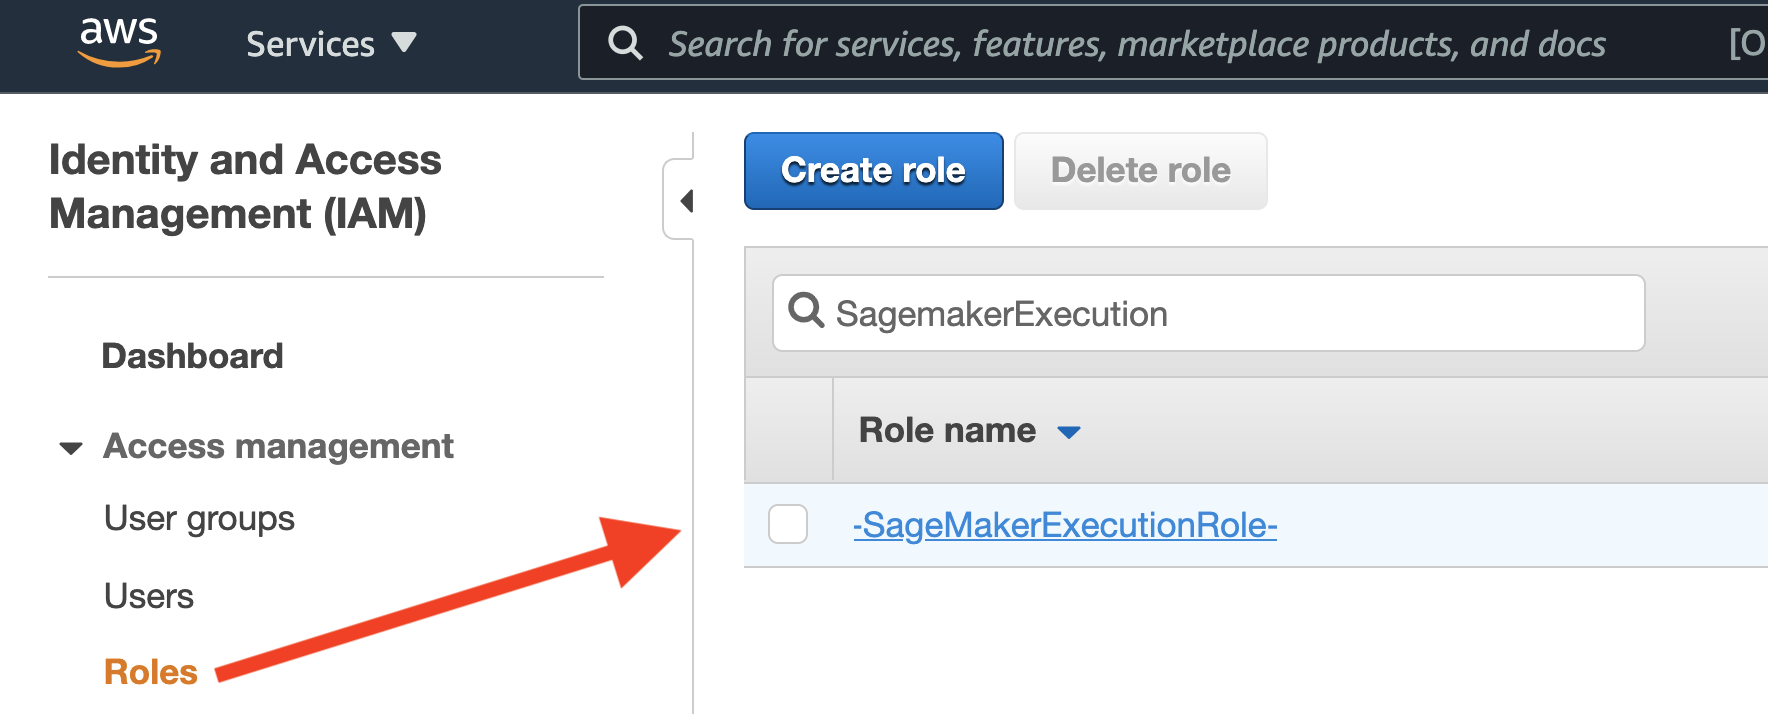 aws
Services
Search for services, features, marketplace products, and docs
[O
Identity and Access
Management (IAM)
Create role
Delete role
SagemakerExecution
Dashboard
Role name
Access management
User groups
-SageMakerExecutionRole-
Users
Roles